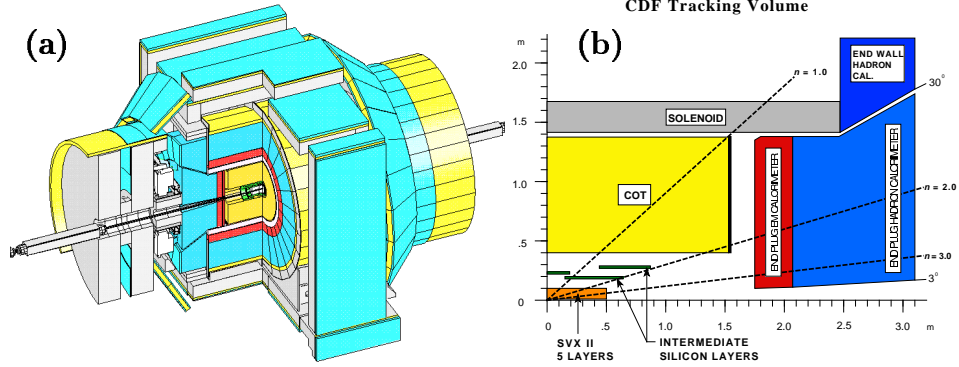 CDF Tracking Volume
(a)
(b)
m
2.0
1.5
1.0
.5
0
n = 1.0
END WALL
HADRON
CAL.
30°
SOLENOID
COT
END PLUG EM CALORIMETER
END PLUG HADRON CALORIMETER
n = 2.0
n = 3.0
3°
0
.5
1.0
1.5
2.0
2.5
3.0
m
SVX II
5 LAYERS
INTERMEDIATE
SILICON LAYERS